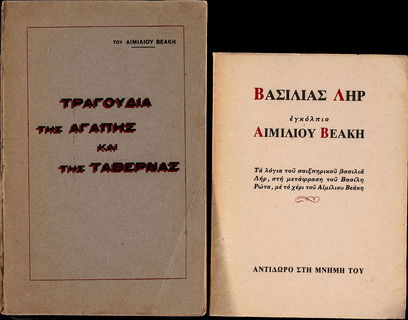 ΤΟΥ ΑΙΜΙΛΙΟΥ ΒΕΑΚΗ
ΤΡΑΓΟΥΔΙΑ
ΤΗΣ ΑΓΑΠΗΣ
ΚΑΙ
ΤΗΣ ΤΑΒΕΡΝΑΣ
ΒΑΣΙΛΙΑΣ ΛΗΡ
ἐγκόλπιο
ΑΙΜΙΛΙΟΥ ΒΕΑΚΗ
Τά λόγια τοῦ σαιξπηρικοῦ βασιλιᾶ
Λήρ, στή μετάφραση τοῦ Βασίλη
Ρώτα, μέ τό χέρι τοῦ Αἰμίλιου Βεάκη
ΑΝΤΙΔΩΡΟ ΣΤΗ ΜΝΗΜΗ ΤΟΥ